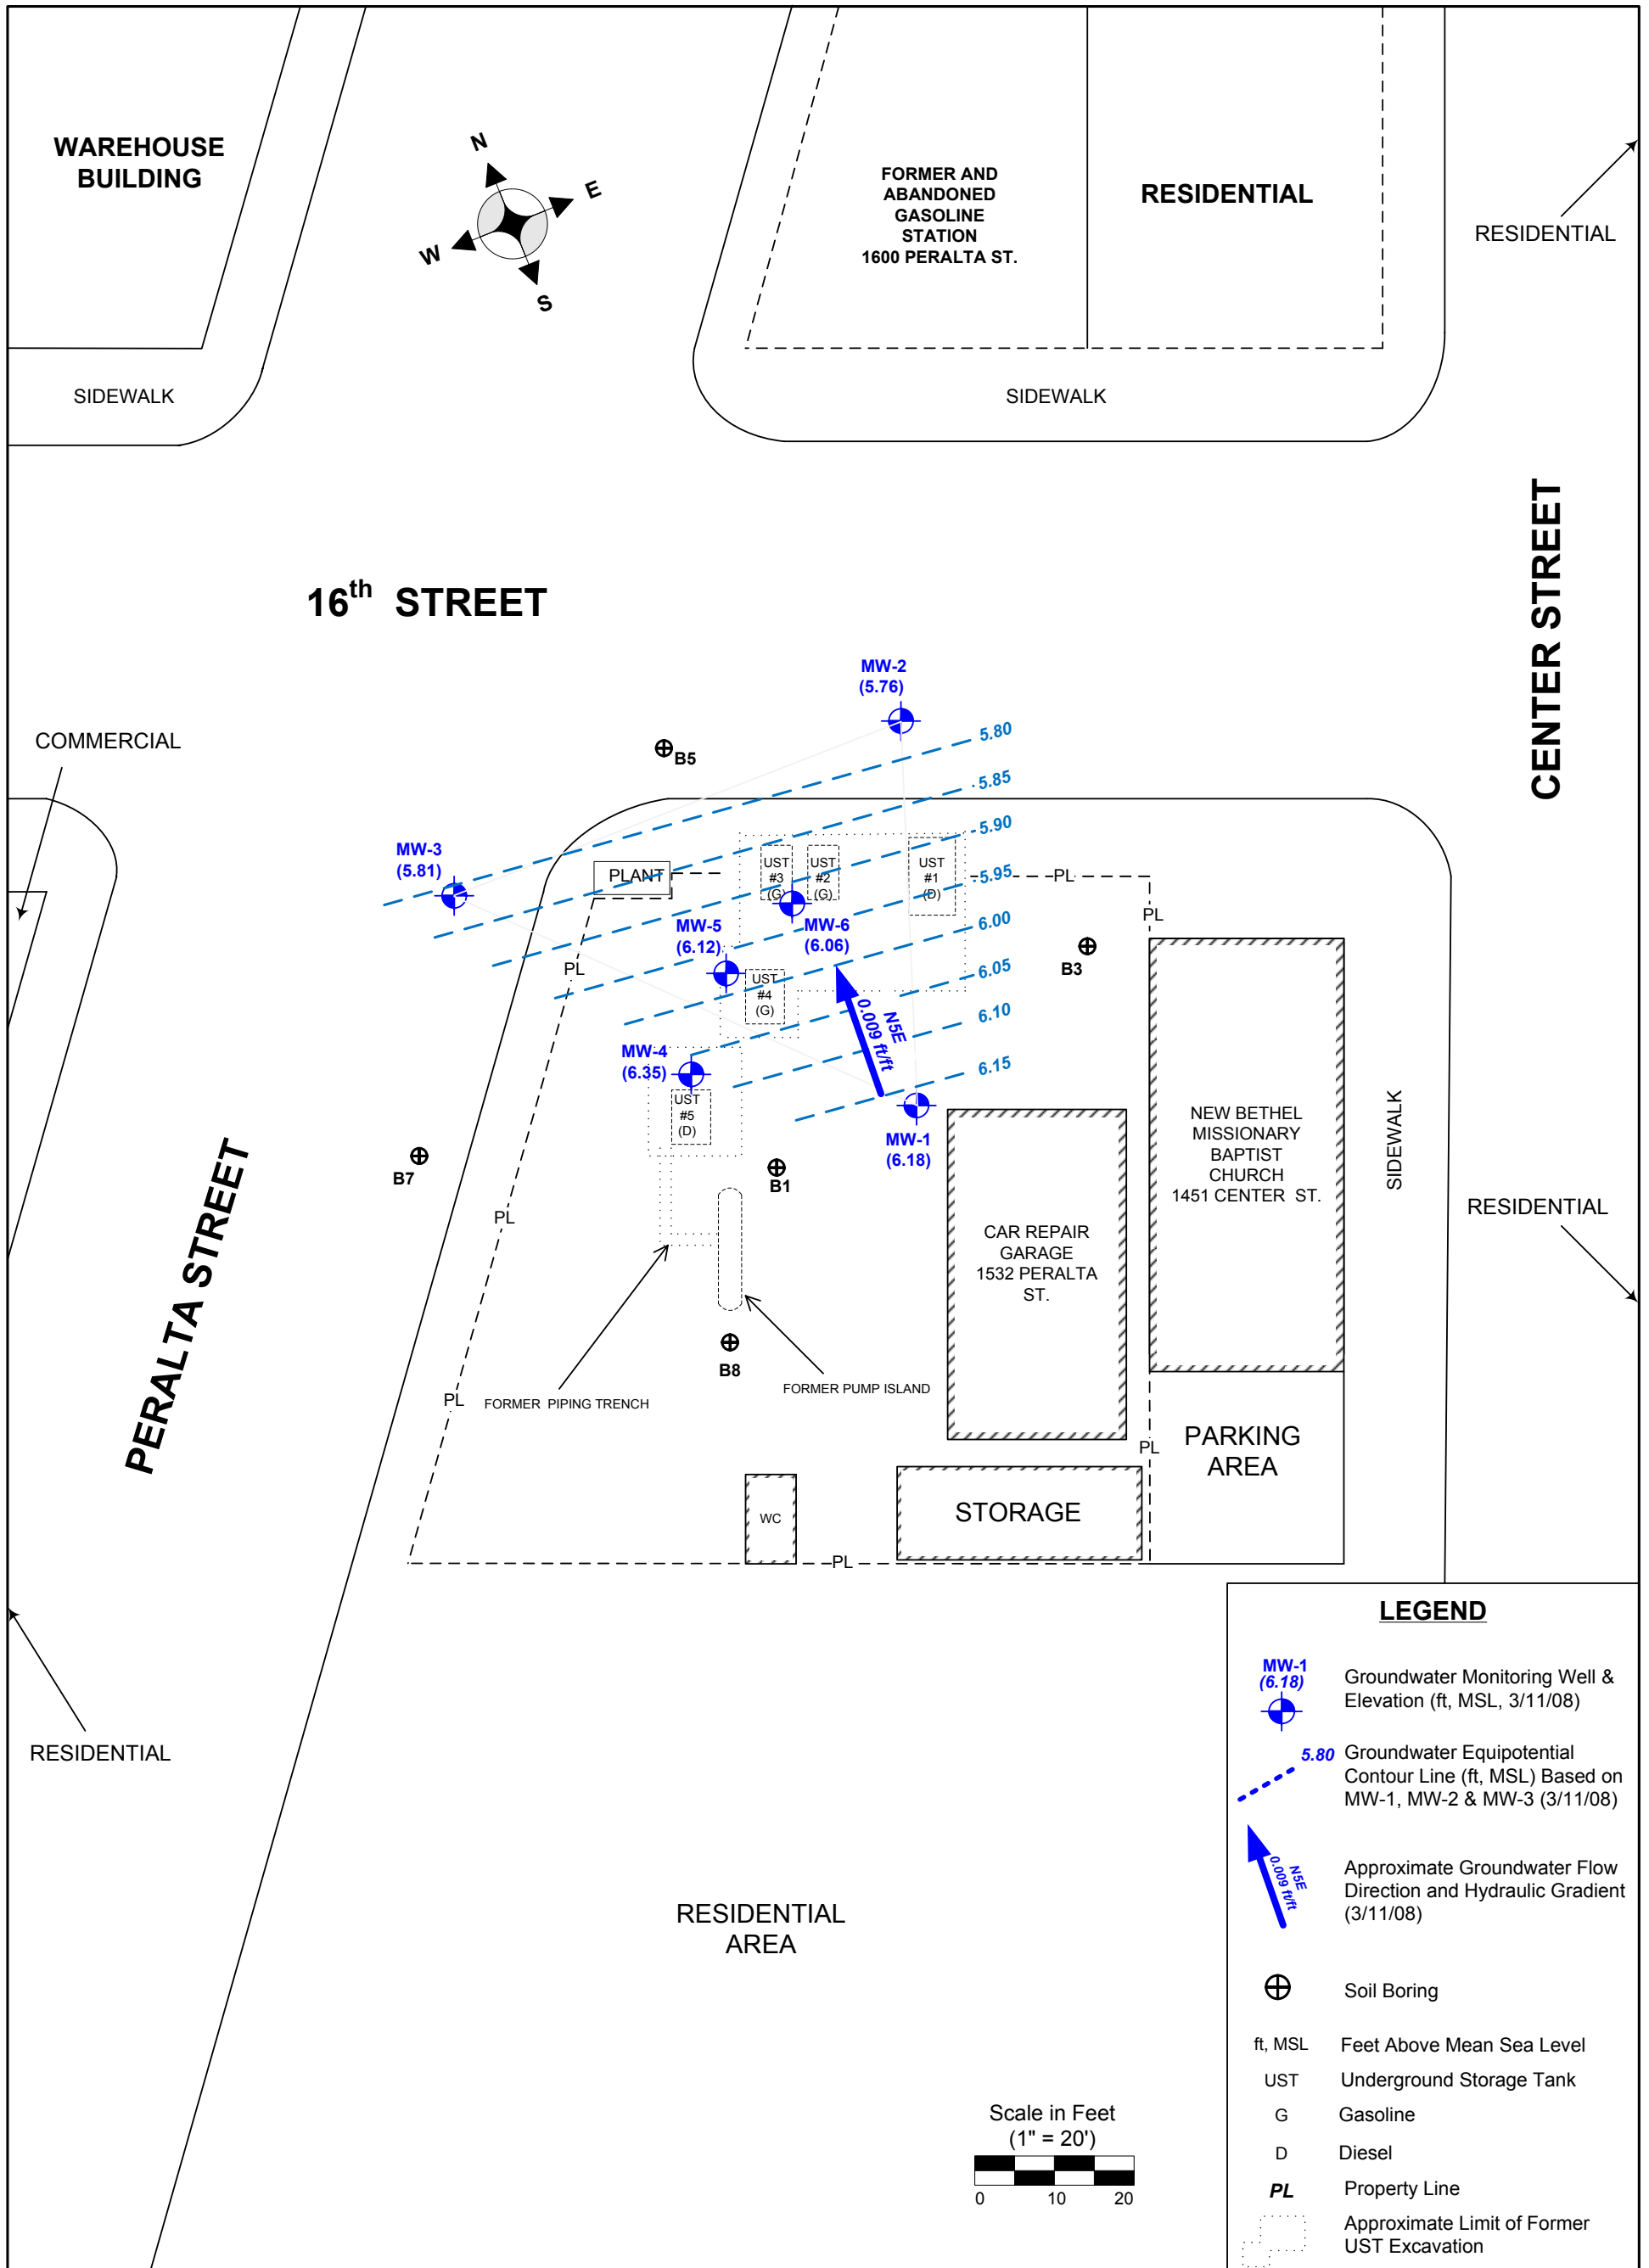 WAREHOUSE
BUILDING
N
E
W
S
FORMER AND
ABANDONED
GASOLINE
STATION
1600 PERALTA ST.
RESIDENTIAL
RESIDENTIAL
SIDEWALK
SIDEWALK
16th STREET
CENTER STREET
COMMERCIAL
MW-2
(5.76)
B5
5.80
5.85
5.90
5.95
6.00
6.05
6.10
6.15
MW-3
(5.81)
PLANT
UST
#3
(G)
UST
#2
(G)
UST
#1
(D)
PL
PL
MW-5
(6.12)
MW-6
(6.06)
B3
PL
UST
#4
(G)
N5E
0.009 ft/ft
MW-4
(6.35)
UST
#5
(D)
MW-1
(6.18)
B7
B1
PL
NEW BETHEL
MISSIONARY
BAPTIST
CHURCH
1451 CENTER ST.
SIDEWALK
RESIDENTIAL
PERALTA STREET
CAR REPAIR
GARAGE
1532 PERALTA
ST.
B8
PL
FORMER PIPING TRENCH
FORMER PUMP ISLAND
PL
PARKING
AREA
WC
STORAGE
PL
RESIDENTIAL
RESIDENTIAL
AREA
LEGEND
MW-1
(6.18)
Groundwater Monitoring Well &
Elevation (ft, MSL, 3/11/08)
5.80
Groundwater Equipotential
Contour Line (ft, MSL) Based on
MW-1, MW-2 & MW-3 (3/11/08)
N5E
0.009 ft/ft
Approximate Groundwater Flow
Direction and Hydraulic Gradient
(3/11/08)
Soil Boring
ft, MSL Feet Above Mean Sea Level
UST Underground Storage Tank
G Gasoline
D Diesel
PL Property Line
Approximate Limit of Former
UST Excavation
Scale in Feet
(1" = 20')
0 10 20